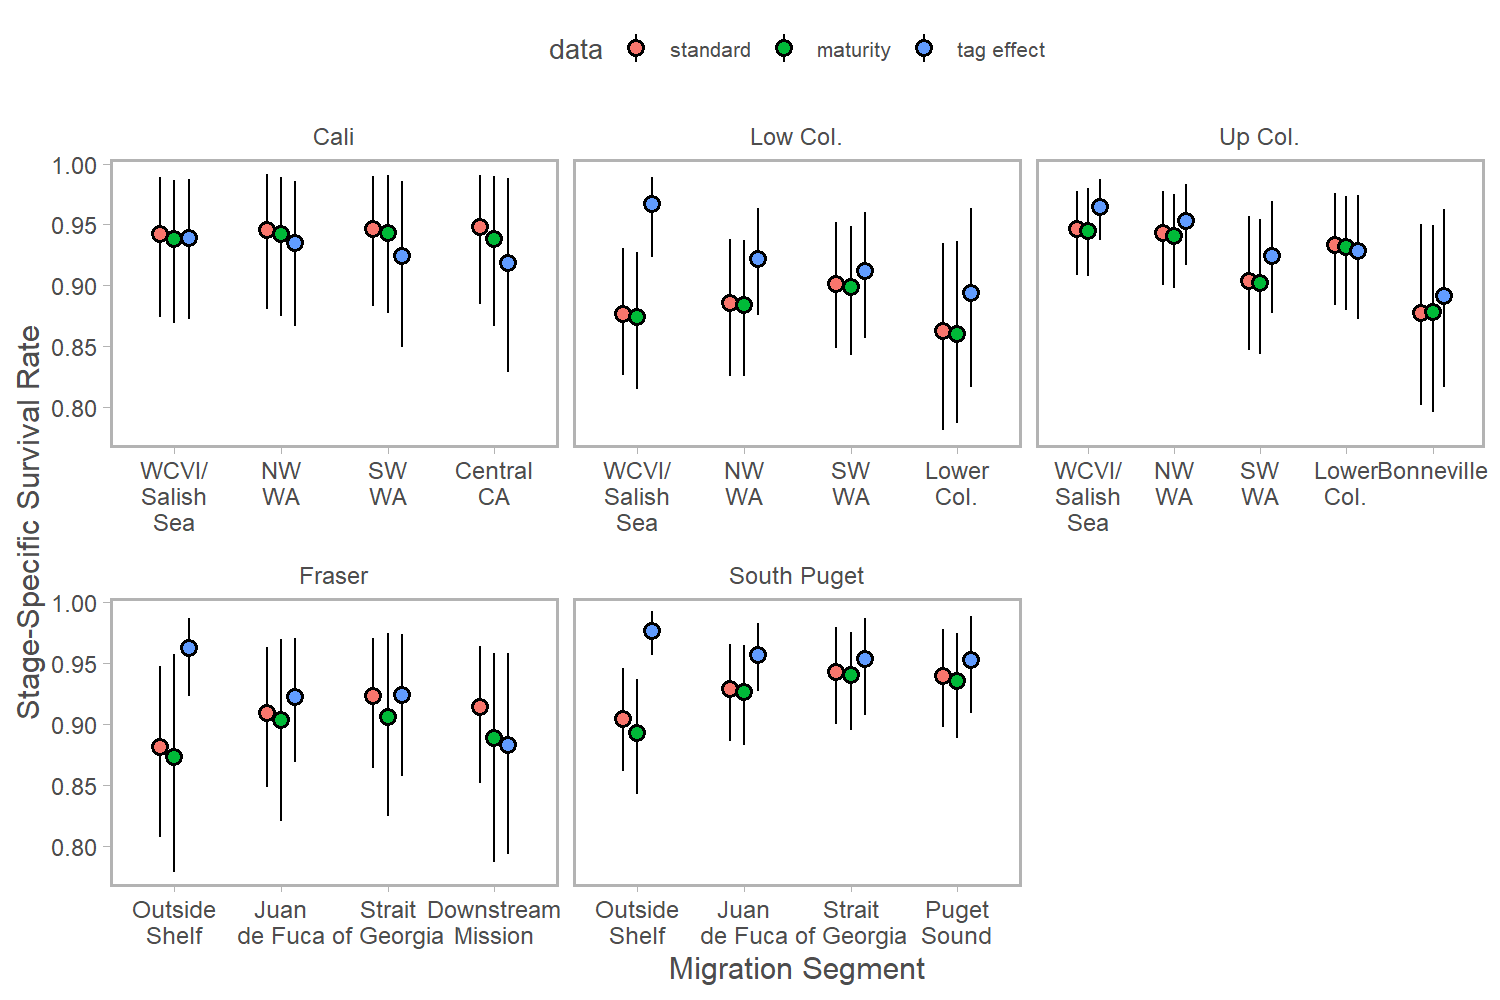 data standard maturity tag effect
Cali Low Col. Up Col.
1.00
0.95
0.90
0.85
0.80
WCVI/ NW SW Central WCVI/ NW SW Lower WCVI/ NW SW Lower Bonneville
Salish WA WA CA Salish WA WA Col. Salish WA WA Col.
Sea Sea Sea
Stage-Specific Survival Rate
Fraser South Puget
1.00
0.95
0.90
0.85
0.80
Outside Juan Strait Downstream Outside Juan Strait Puget
Shelf de Fuca of Georgia Mission Shelf de Fuca of Georgia Sound
Migration Segment